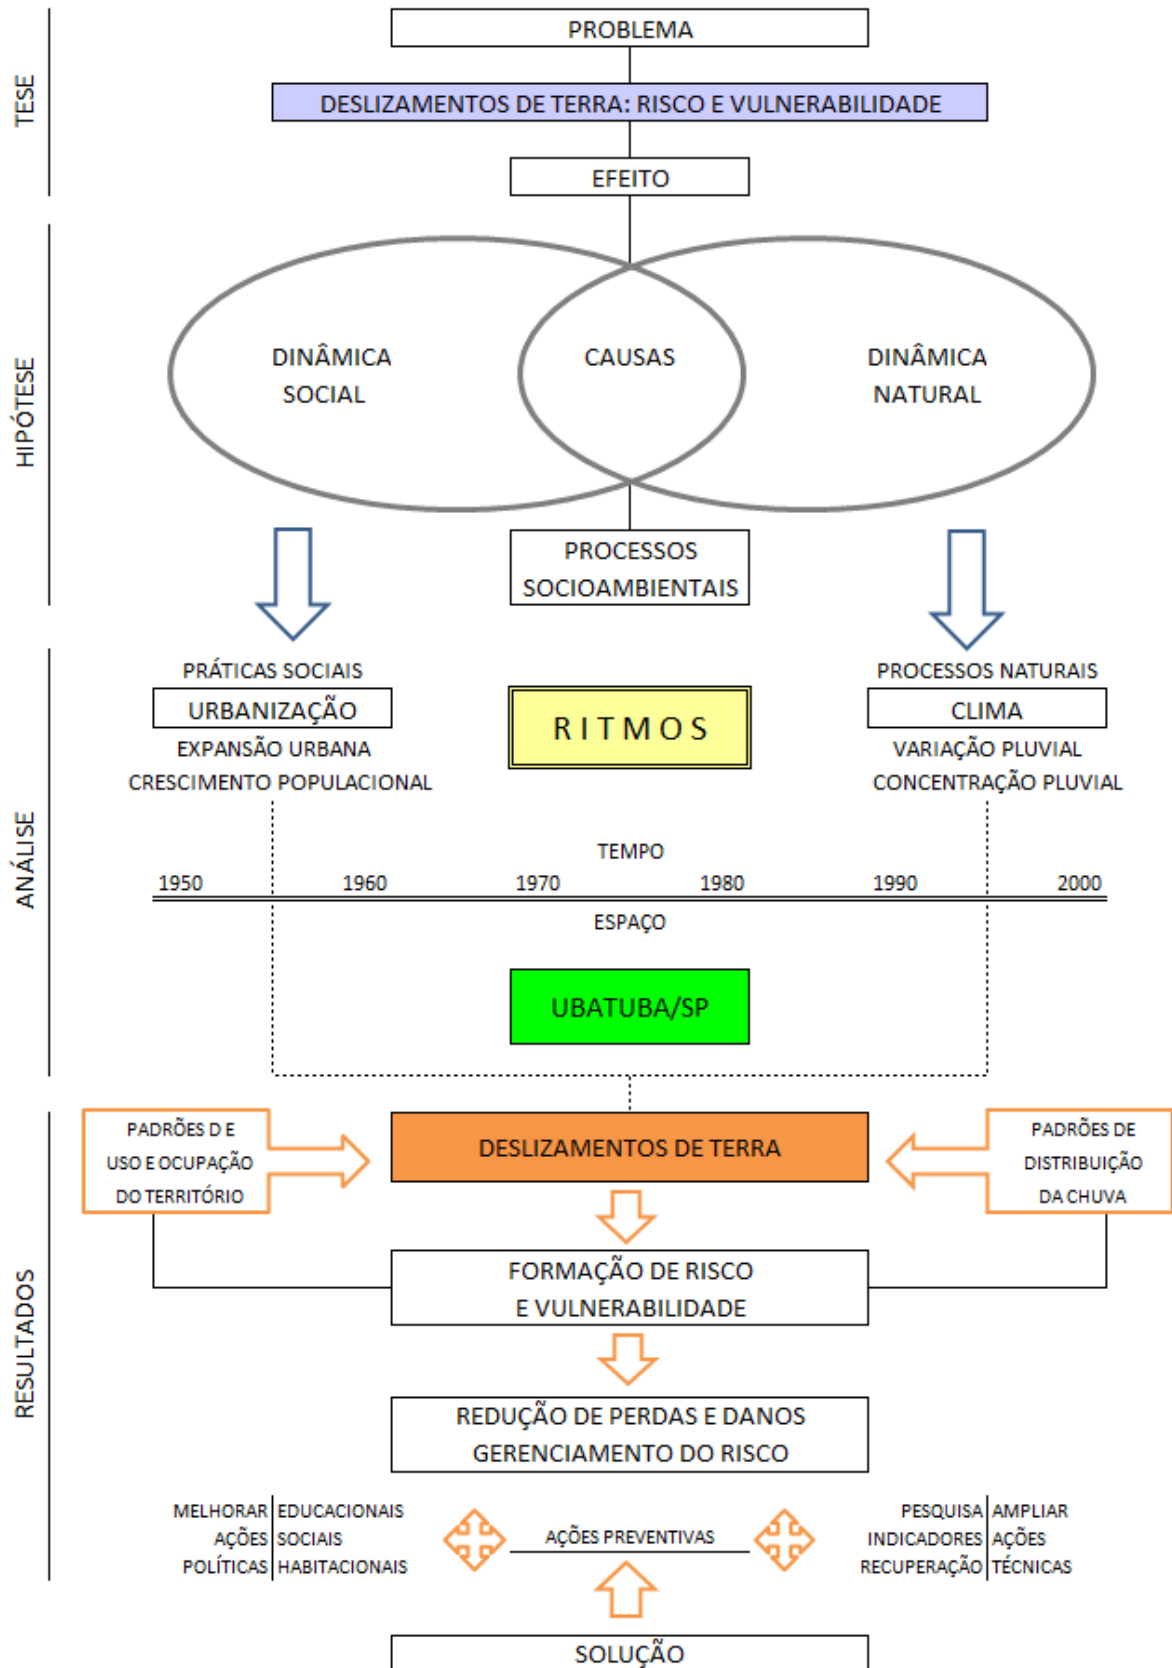 TESE
PROBLEMA
DESLIZAMENTOS DE TERRA: RISCO E VULNERABILIDADE
EFEITO
HIPÓTESE
DINÂMICA
SOCIAL
CAUSAS
DINÂMICA
NATURAL
PROCESSOS
SOCIOAMBIENTAIS
ANÁLISE
PRÁTICAS SOCIAIS
URBANIZAÇÃO
EXPANSÃO URBANA
CRESCIMENTO POPULACIONAL
RITMOS
PROCESSOS NATURAIS
CLIMA
VARIAÇÃO PLUVIAL
CONCENTRAÇÃO PLUVIAL
TEMPO
1950 1960 1970 1980 1990 2000
ESPAÇO
UBATUBA/SP
RESULTADOS
PADRÕES D E
USO E OCUPAÇÃO
DO TERRITÓRIO
DESLIZAMENTOS DE TERRA
PADRÕES DE
DISTRIBUIÇÃO
DA CHUVA
FORMAÇÃO DE RISCO
E VULNERABILIDADE
REDUÇÃO DE PERDAS E DANOS
GERENCIAMENTO DO RISCO
MELHORAR
AÇÕES
POLÍTICAS
EDUCACIONAIS
SOCIAIS
HABITACIONAIS
AÇÕES PREVENTIVAS
PESQUISA
INDICADORES
RECUPERAÇÃO
AMPLIAR
AÇÕES
TÉCNICAS
SOLUÇÃO